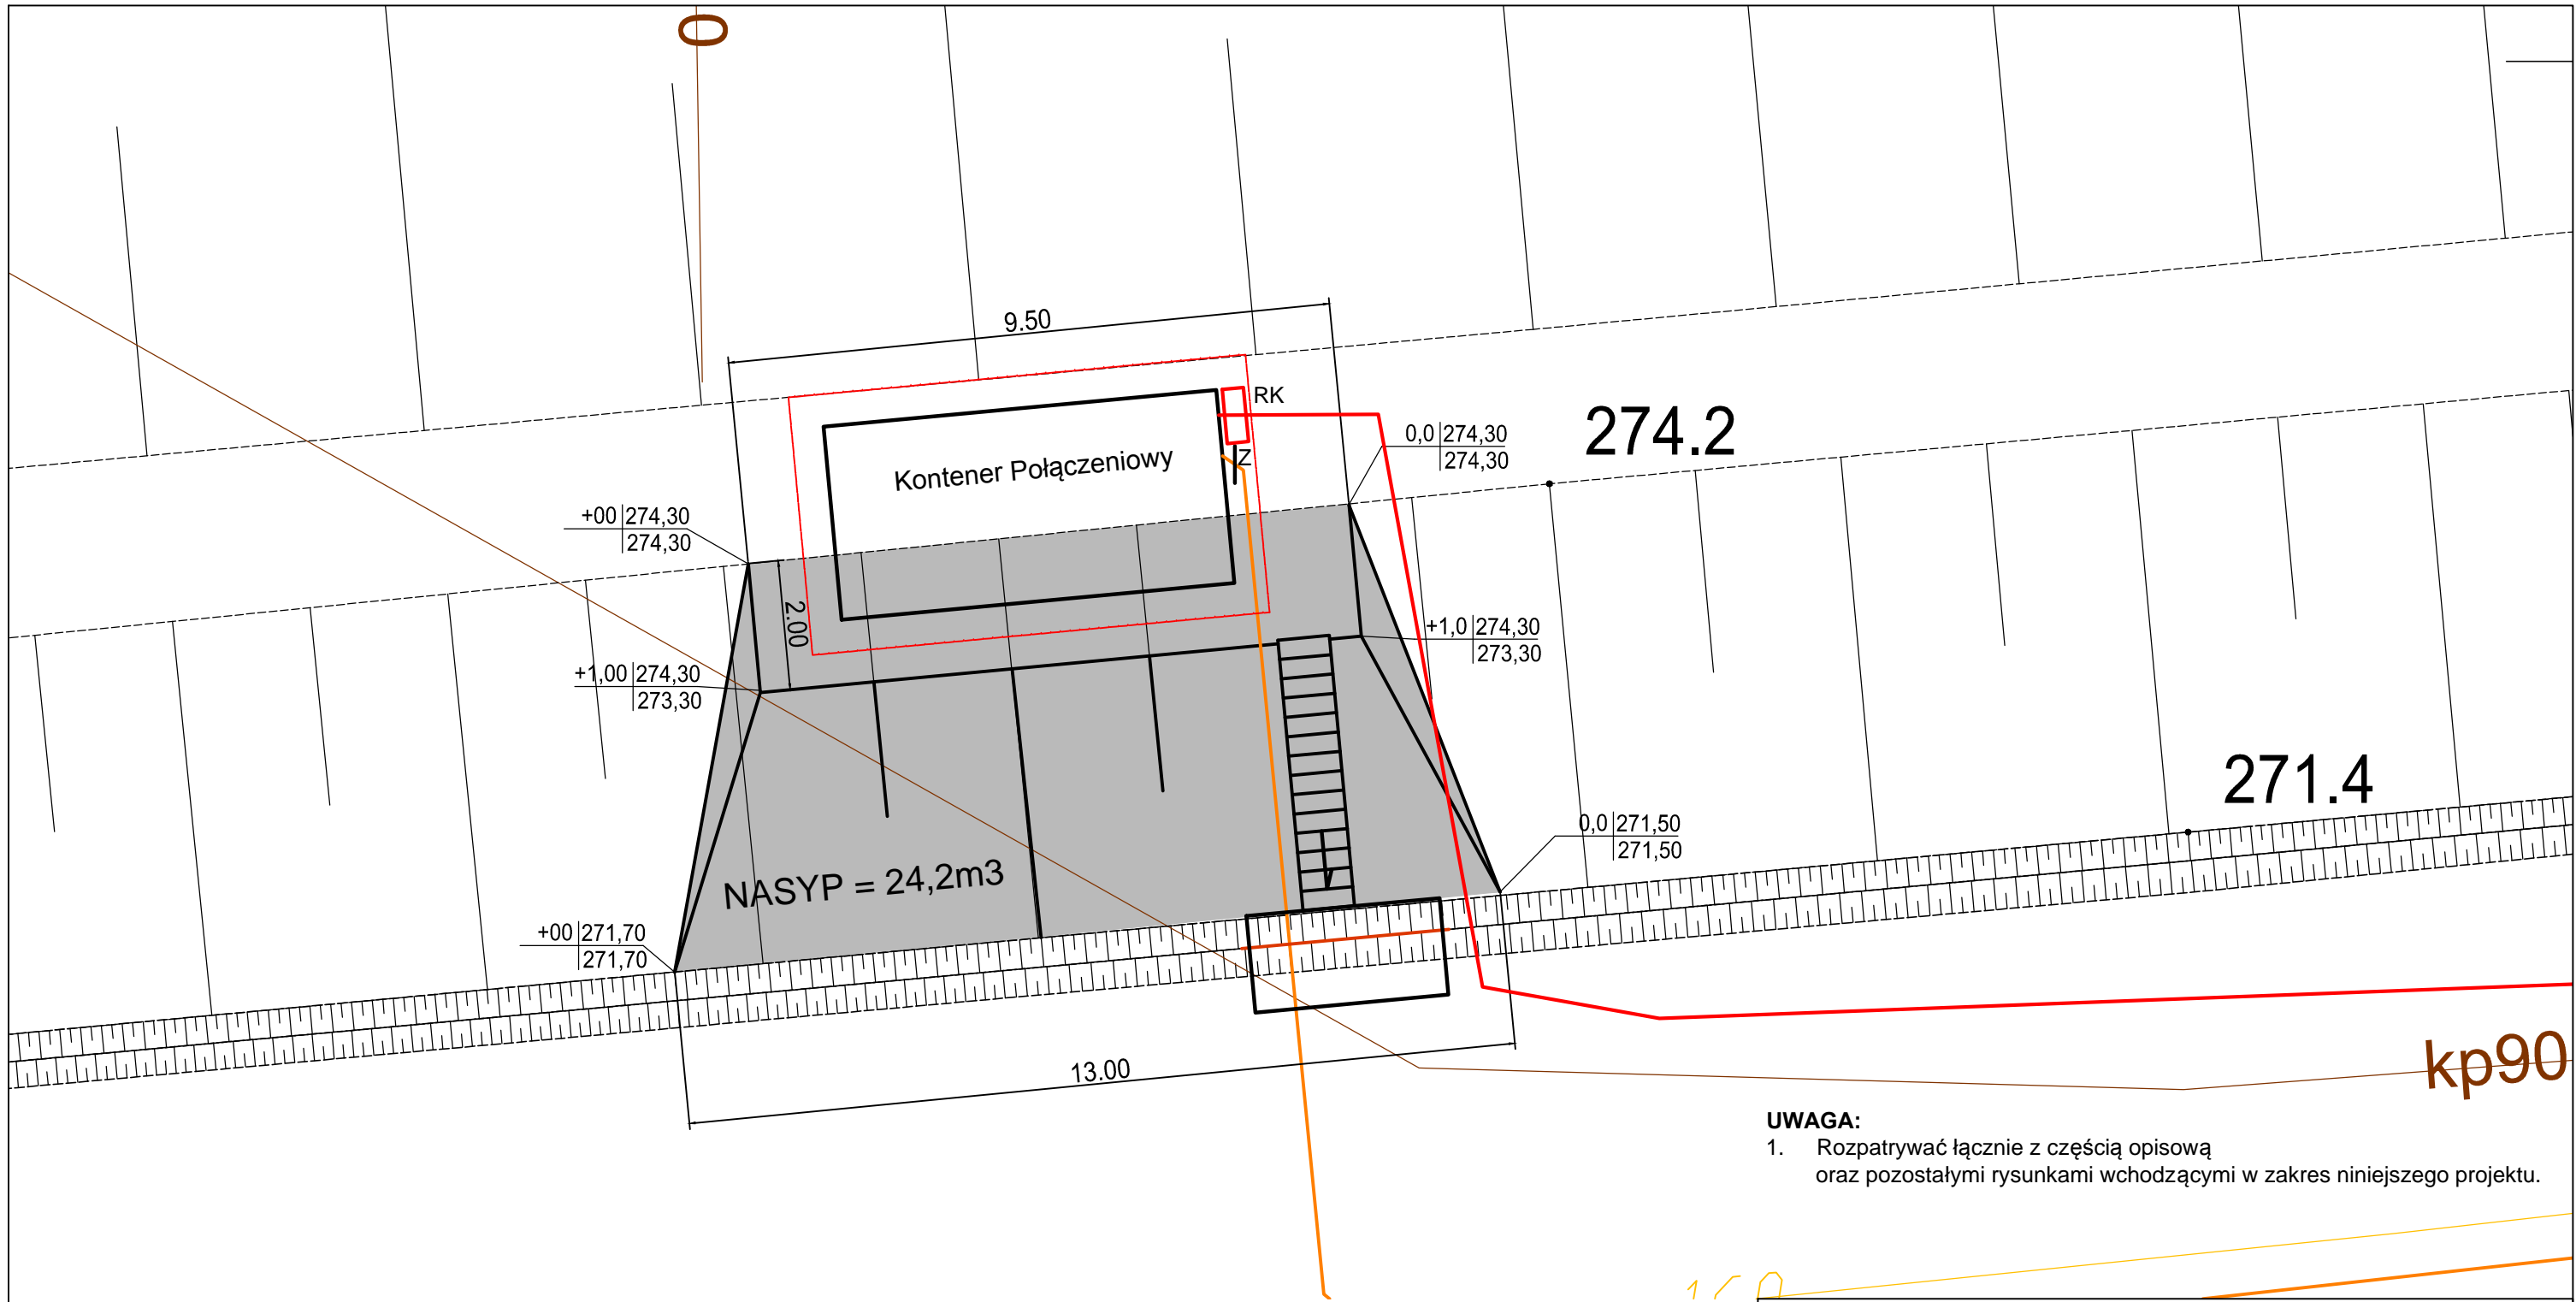 0
9.50
RK
Z
Kontener Połączeniowy
0,0 274,30
274,30
274.2
+00 274,30
274,30
2.00
+1,0 274,30
273,30
+1,00 274,30
273,30
271.4
0,0 271,50
271,50
NASYP = 24,2m3
+00 271,70
271,70
13.00
kp90
UWAGA:
1. Rozpatrywać łącznie z częścią opisową
oraz pozostałymi rysunkami wchodzącymi w zakres niniejszego projektu.